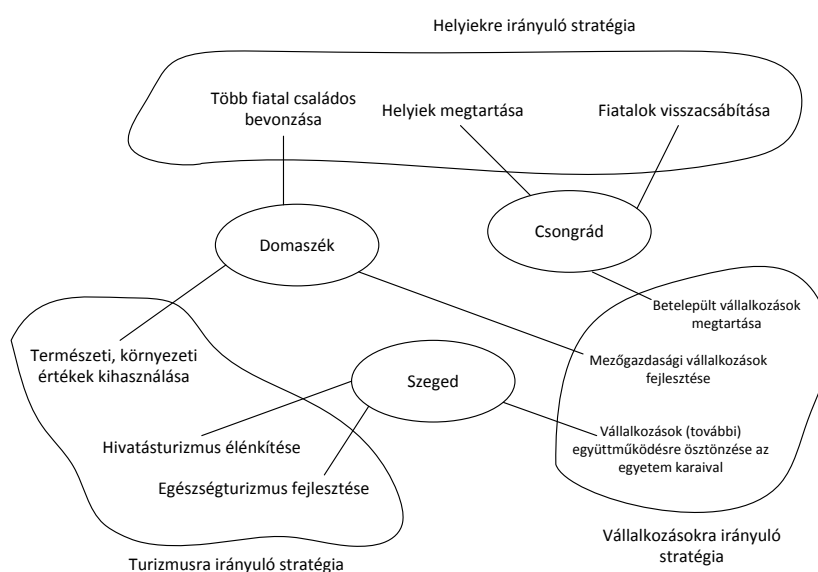 Helyiekre irányuló stratégia
Több fiatal családos
bevonzása
Helyiek megtartása
Fiatalok visszacsábítása
Domaszék
Csongrád
Betelepült vállalkozások
megtartása
Természeti, környezeti
értékek kihasználása
Szeged
Mezőgazdasági vállalkozások
fejlesztése
Hivatásturizmus élénkítése
Vállalkozások (további)
együttműködésre ösztönzése az
egyetem karaival
Egészségturizmus fejlesztése
Vállalkozásokra irányuló
stratégia
Turizmusra irányuló stratégia